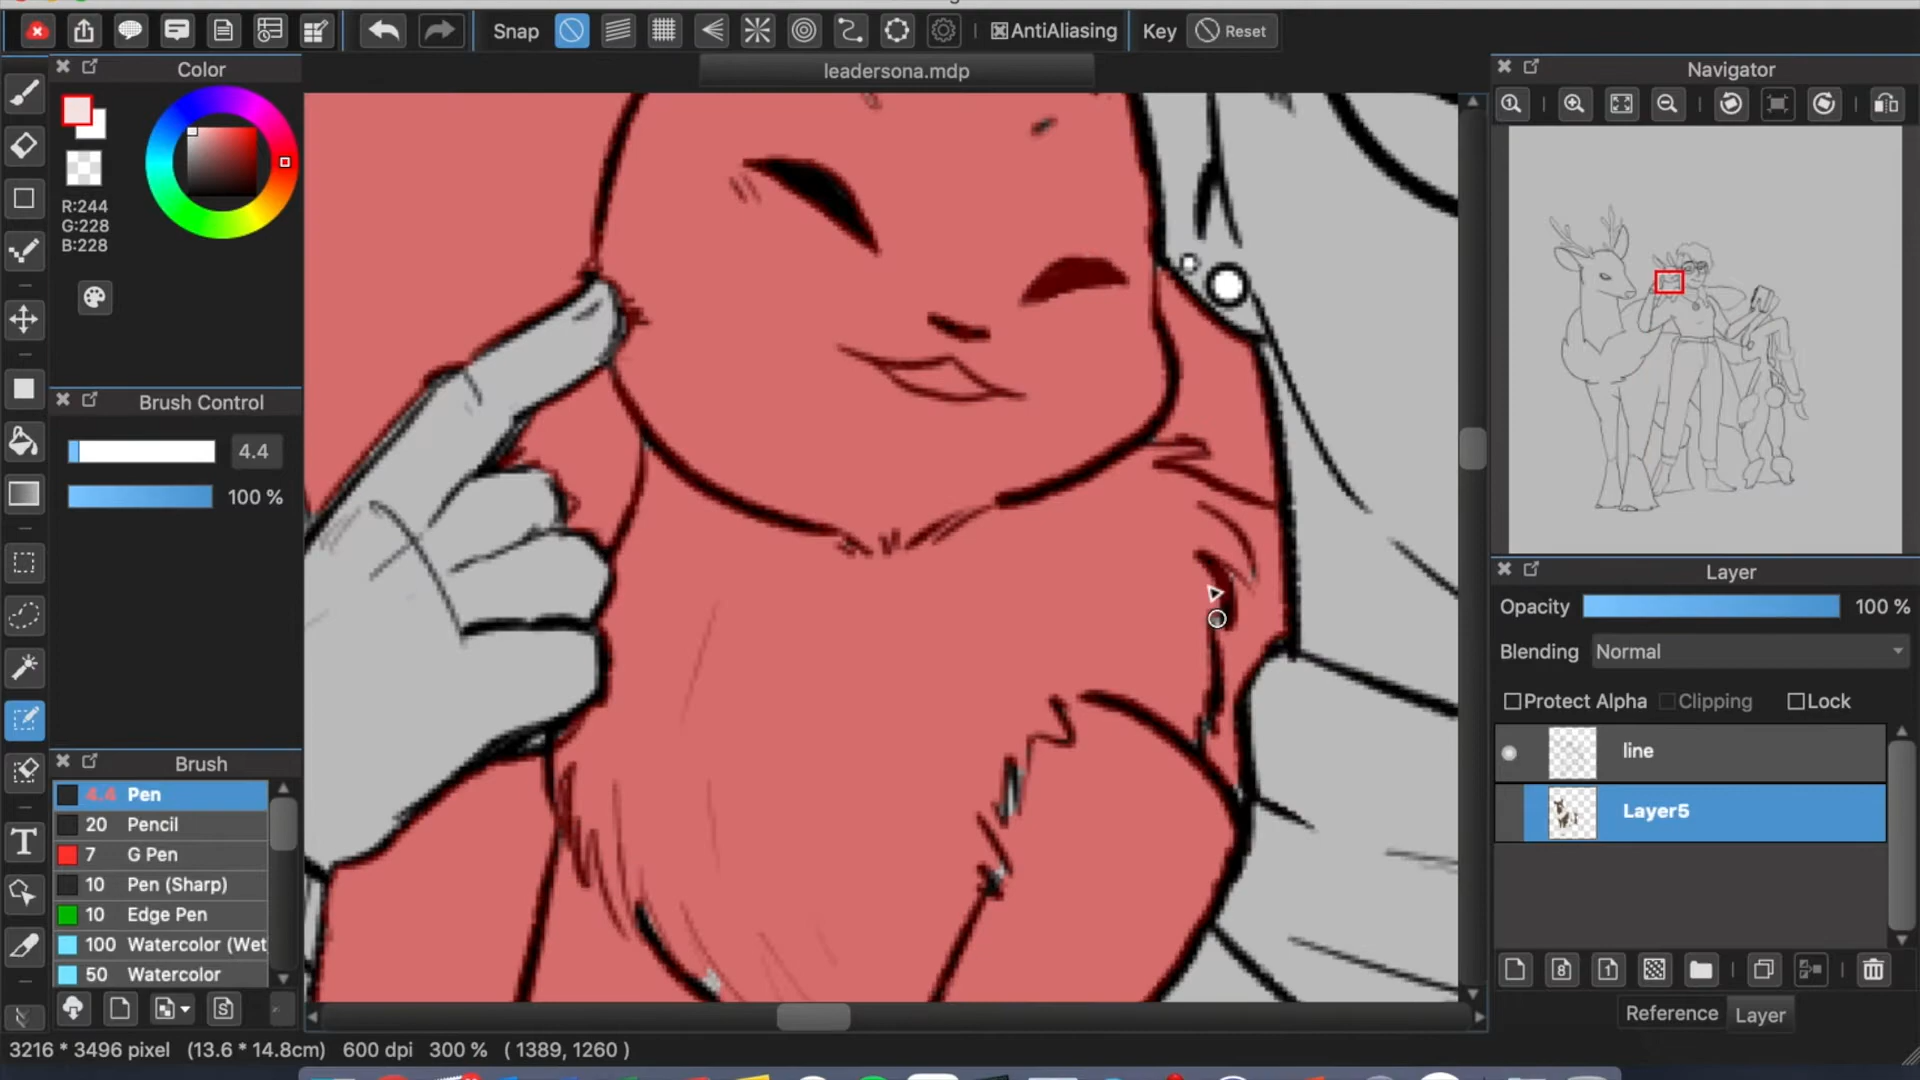 Snap
AntiAliasing
Key
Reset
Color
leadersona.mdp
Navigator
R:244
G:228
B:228
Brush Control
4.4
100 %
Layer
Opacity
100 %
Blending
Normal
Protect Alpha
Clipping
Lock
line
Layer5
Brush
4.4 Pen
20 Pencil
7 G Pen
10 Pen (Sharp)
10 Edge Pen
100 Watercolor (Wet
50 Watercolor
Reference
Layer
3216 * 3496 pixel (13.6 * 14.8cm) 600 dpi 300 % ( 1389, 1260 )